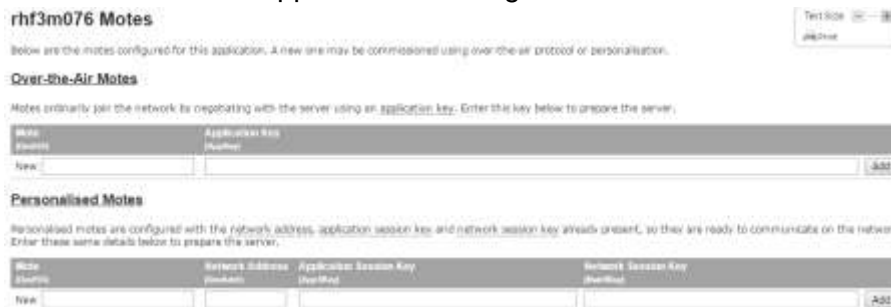 rhf3m076 Motes
Text Size
Below are the motes configured for this application. A new one may be commissioned using over-the-air protocol or personalisation.
Over-the-Air Motes
Motes ordinarily join the network by negotiating with the server using an application key. Enter this key below to prepare the server.
Mote Application Key
New Add
Personalised Motes
Personalised motes are configured with the network address, application session key and network session key already present, so they are ready to communicate on the networ
Enter these same details below to prepare the server.
Mote Network Address Application Session Key Network Session Key
New Add